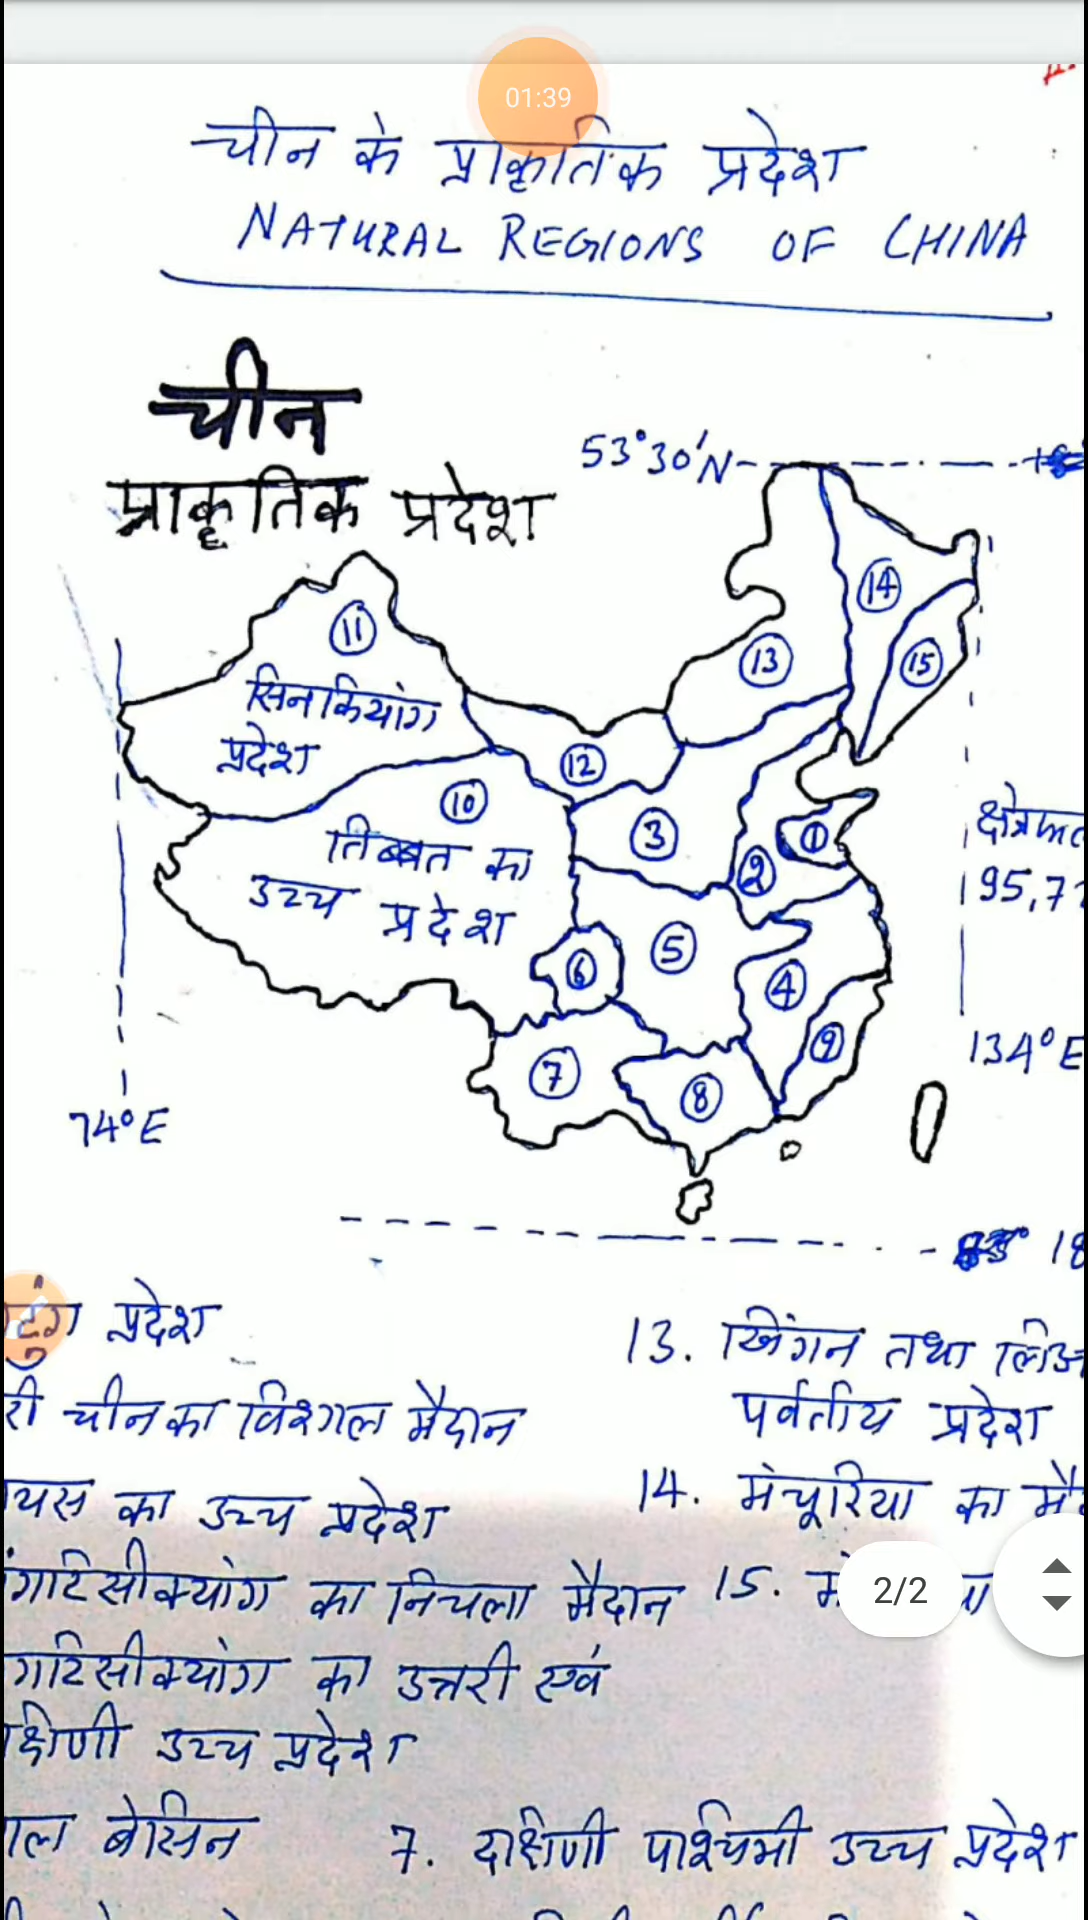 01:39
चीन के प्राकृतिक प्रदेश
NATURAL REGIONS OF CHINA
चीन
प्राकृतिक प्रदेश
53°30'N
11
14
13
15
सिनकियांग
प्रदेश
12
10
3
1
2
तिब्बत का
उच्च प्रदेश
क्षेत्रफल
95,7
5
6
4
9
7
8
134°E
74°E
18
प्रदेश
13. खिंगन तथा
री चीन का विशाल मैदान
पर्वतीय प्रदेश
यस का उच्च प्रदेश
14. मंचूरिया का मै
गटिसीक्यांग का निचला मैदान
15.
2/2
गटिसीक्यांग का उत्तरी एवं
क्षिणी उच्च प्रदेश
ाल बेसिन
7. दक्षिणी पश्चिमी उच्च प्रदेश